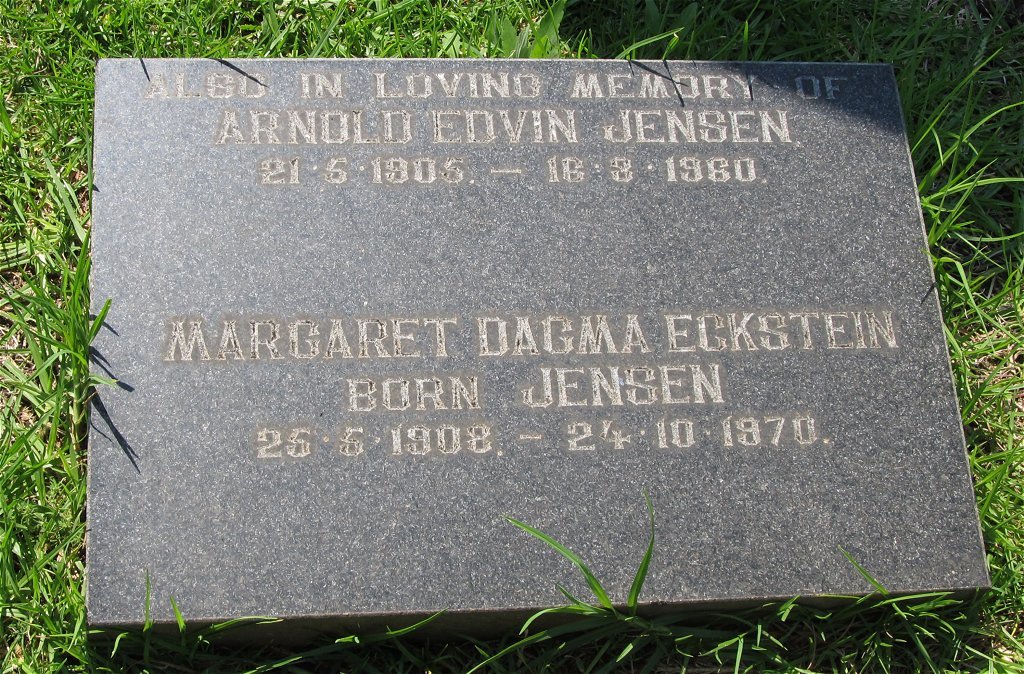 ALSO IN LOVING MEMORY OF
ARNOLD EDVIN JENSEN.
21·5·1905. – 16·3·1960.
MARGARET DAGMA ECKSTEIN
BORN JENSEN
25·5·1908. – 24·10·1970.